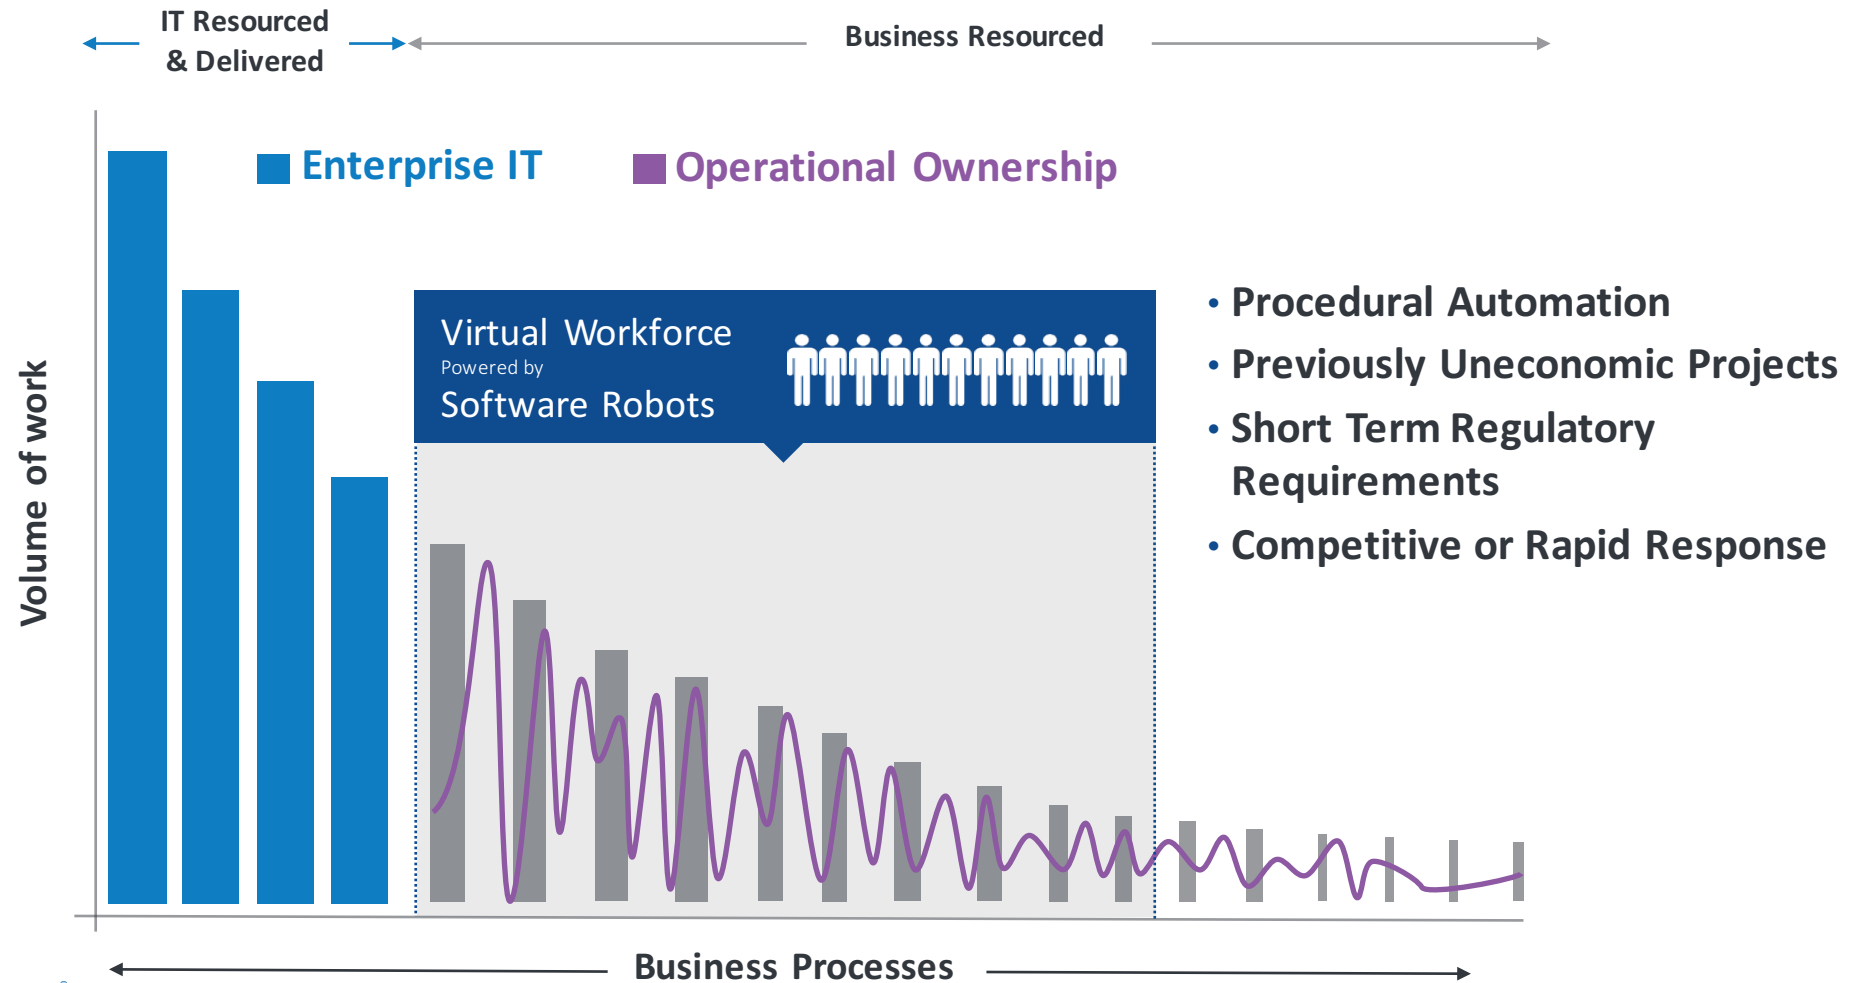 IT Resourced
& Delivered
Business Resourced
Enterprise IT
Operational Ownership
Virtual Workforce
Powered by
Software Robots
• Procedural Automation
• Previously Uneconomic Projects
• Short Term Regulatory
Requirements
• Competitive or Rapid Response
Volume of work
Business Processes